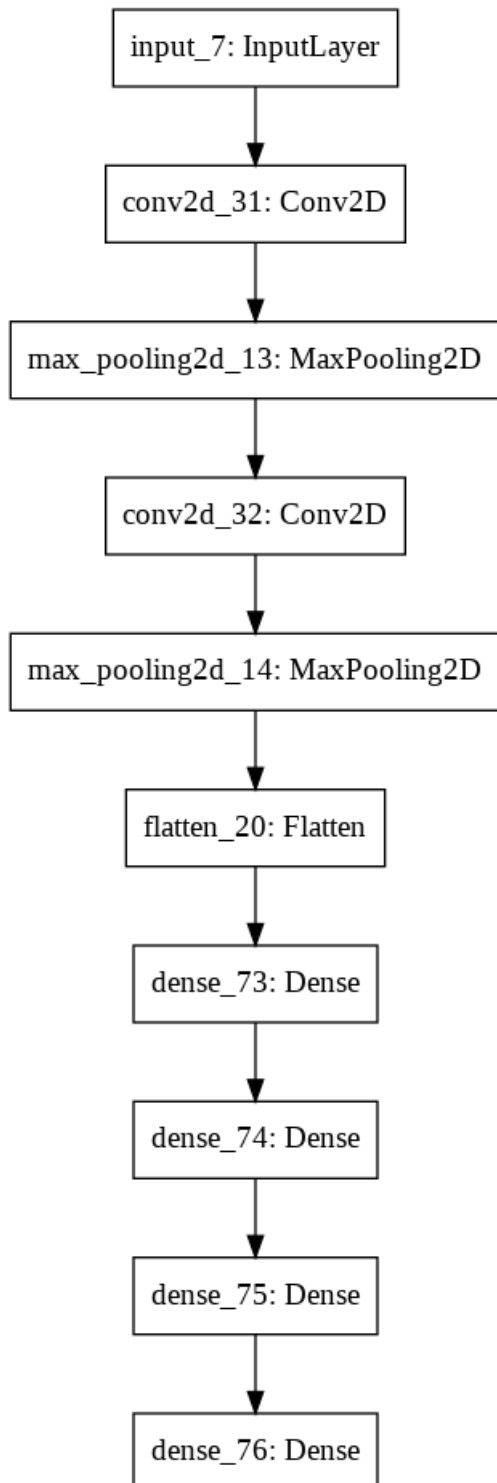 input_7: InputLayer
conv2d_31: Conv2D
max_pooling2d_13: MaxPooling2D
conv2d_32: Conv2D
max_pooling2d_14: MaxPooling2D
flatten_20: Flatten
dense_73: Dense
dense_74: Dense
dense_75: Dense
dense_76: Dense